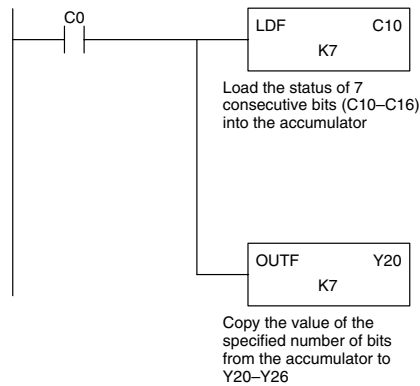 C0
LDF C10
K7
Load the status of 7
consecutive bits (C10–C16)
into the accumulator
OUTF Y20
K7
Copy the value of the
specified number of bits
from the accumulator to
Y20–Y26